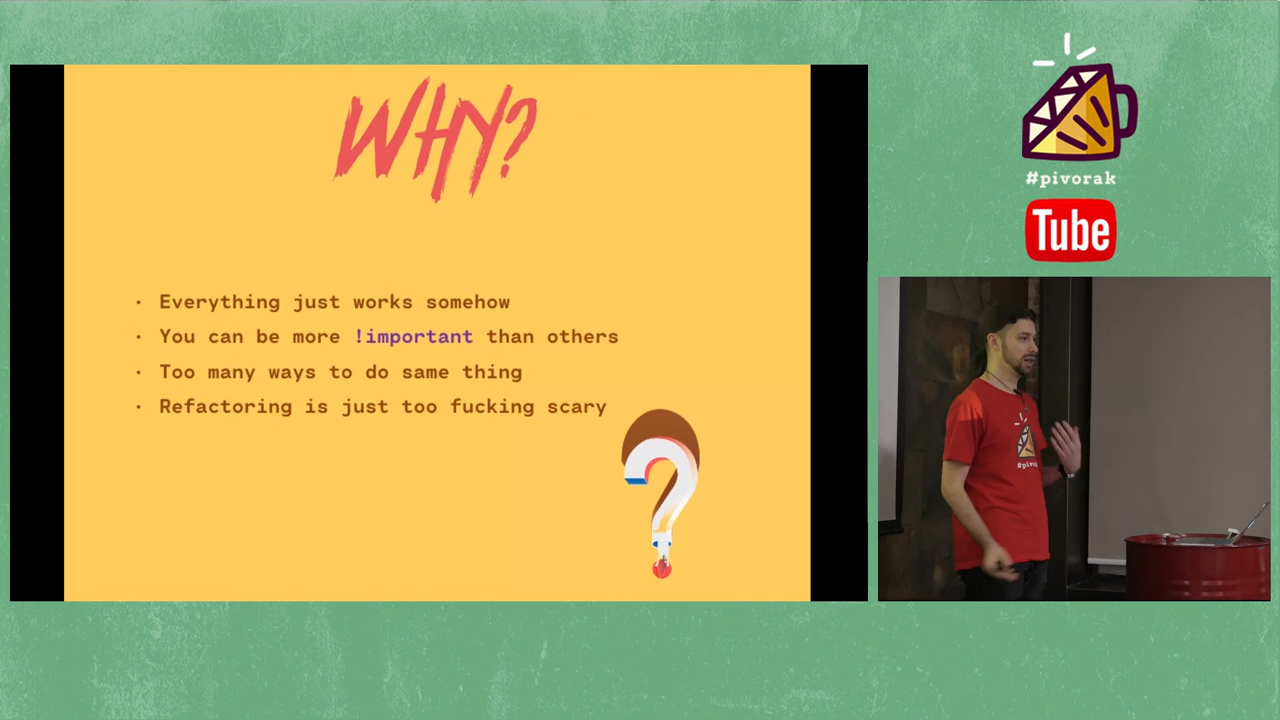 WHY?
· Everything just works somehow
· You can be more !important than others
· Too many ways to do same thing
· Refactoring is just too fucking scary
#pivorak
Tube